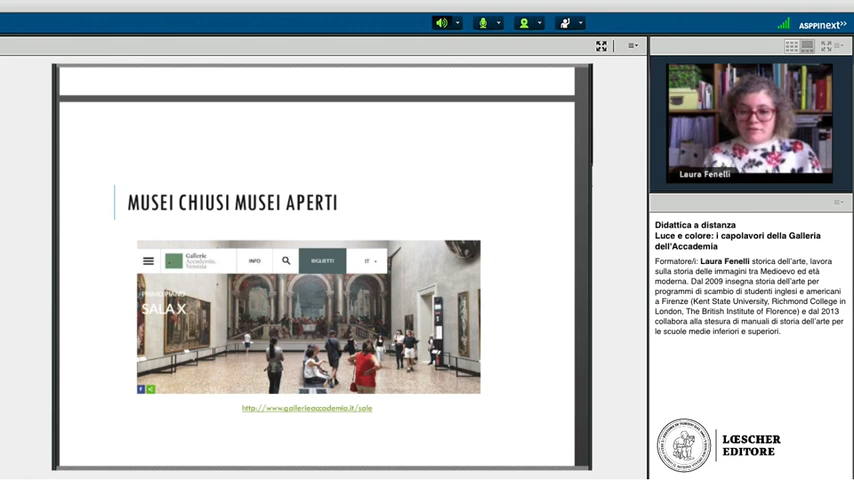 ASPPInext>>
MUSEI CHIUSI MUSEI APERTI
Gallerie
Accademia
Venezia
INFO
BIGLIETTI
IT
PRIMO PIANO
SALA X
http://www.gallerieaccademia.it/sale
Laura Fenelli
Didattica a distanza
Luce e colore: i capolavori della Galleria
dell'Accademia
Formatore/i: Laura Fenelli storica dell'arte, lavora
sulla storia delle immagini tra Medioevo ed età
moderna. Dal 2009 insegna storia dell'arte per
programmi di scambio di studenti inglesi e americani
a Firenze (Kent State University, Richmond College in
London, The British Institute of Florence) e dal 2013
collabora alla stesura di manuali di storia dell'arte per
le scuole medie inferiori e superiori.
LŒSCHER
EDITORE